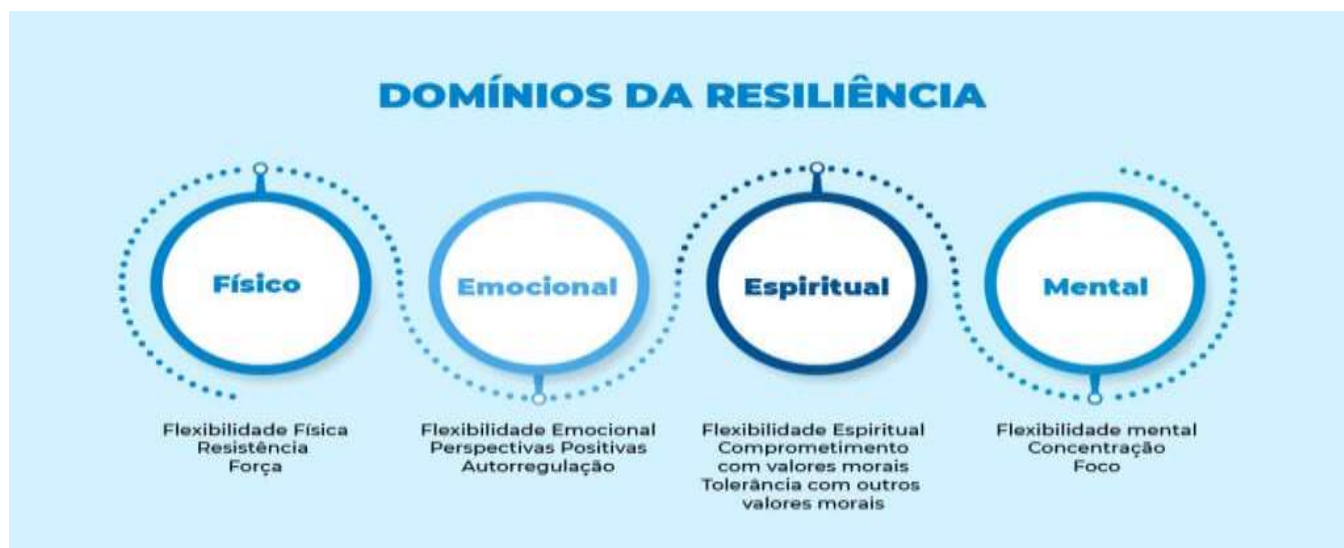 DOMÍNIOS DA RESILIÊNCIA
Físico
Emocional
Espiritual
Mental
Flexibilidade Física
Resistência
Força
Flexibilidade Emocional
Perspectivas Positivas
Autorregulação
Flexibilidade Espiritual
Comprometimento
com valores morais
Tolerância com outros
valores morais
Flexibilidade mental
Concentração
Foco